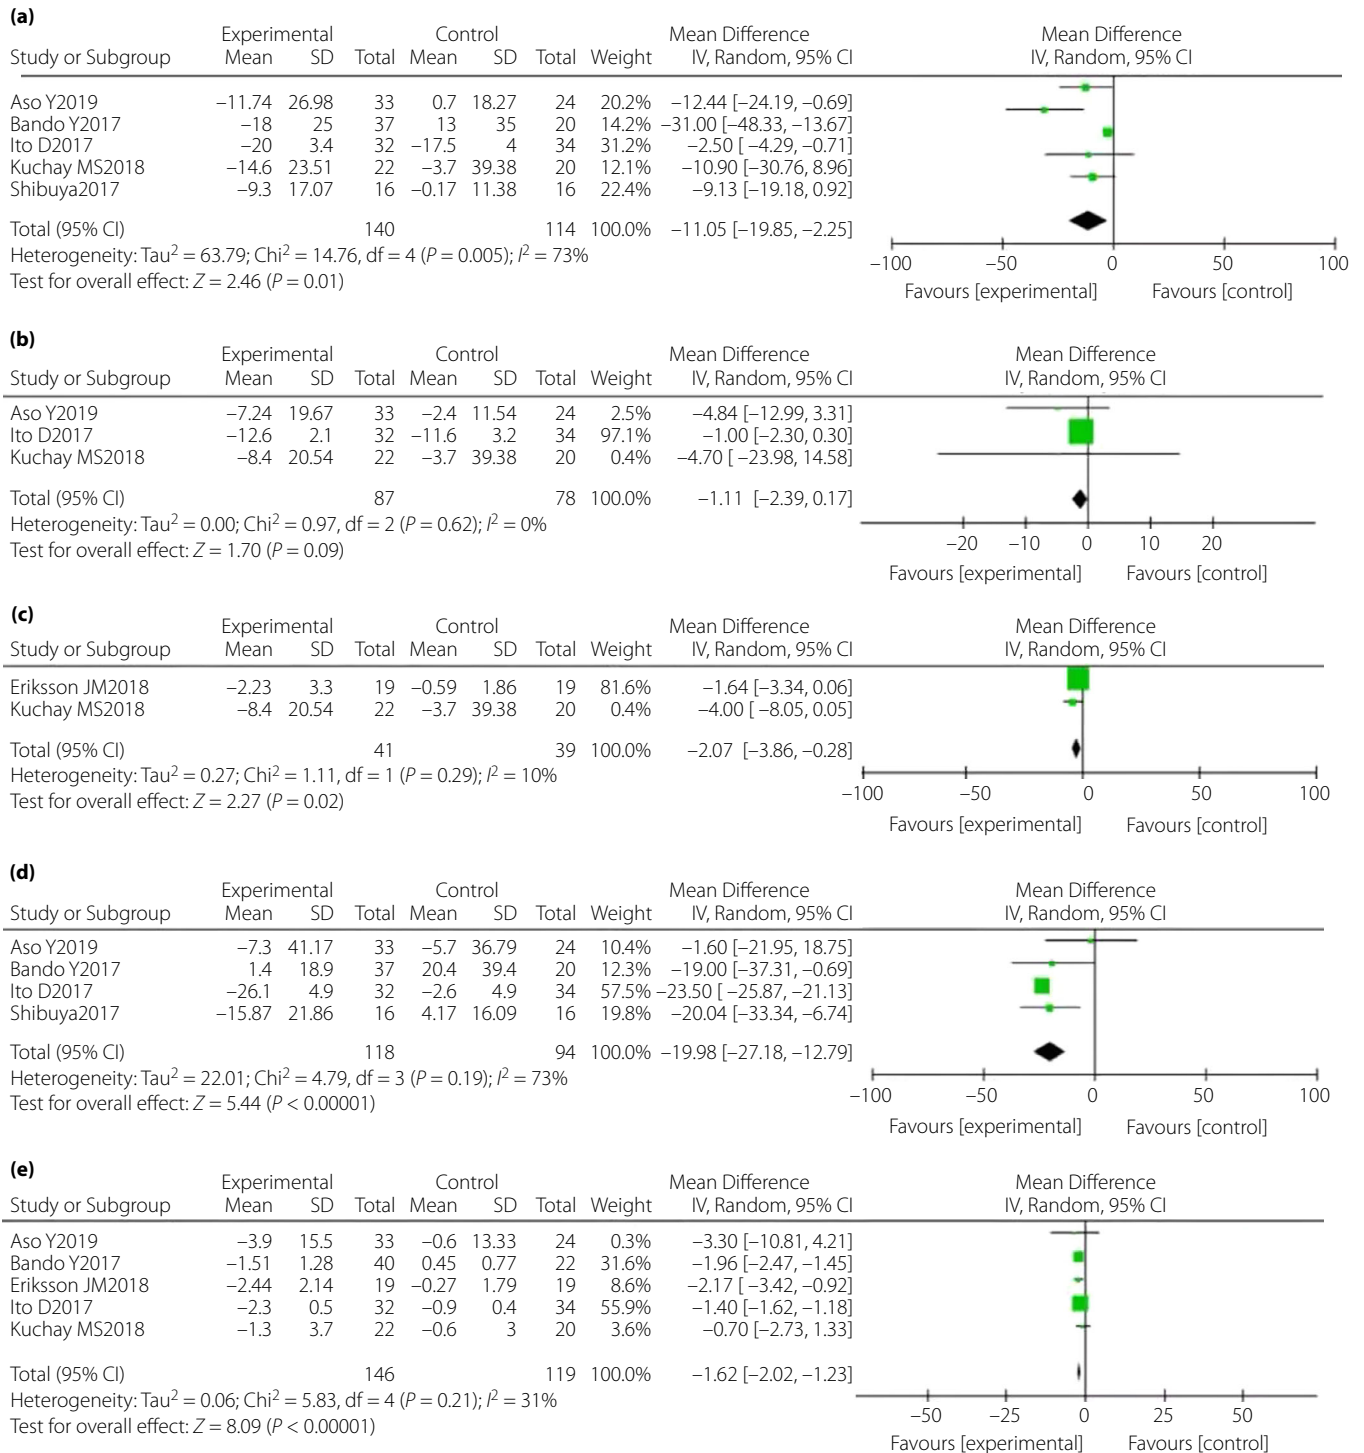 (a)
Experimental Control Mean Difference Mean Difference
Study or Subgroup Mean SD Total Mean SD Total Weight IV, Random, 95% CI IV, Random, 95% CI
Aso Y2019 −11.74 26.98 33 0.7 18.27 24 20.2% −12.44 [−24.19, −0.69]
Bando Y2017 −18 25 37 13 35 20 14.2% −31.00 [−48.33, −13.67]
Ito D2017 −20 3.4 32 −17.5 4 34 31.2% −2.50 [ −4.29, −0.71]
Kuchay MS2018 −14.6 23.51 22 −3.7 39.38 20 12.1% −10.90 [−30.76, 8.96]
Shibuya2017 −9.3 17.07 16 −0.17 11.38 16 22.4% −9.13 [−19.18, 0.92]
Total (95% CI) 140 114 100.0% −11.05 [−19.85, −2.25]
Heterogeneity: Tau² = 63.79; Chi² = 14.76, df = 4 (P = 0.005); I² = 73%
Test for overall effect: Z = 2.46 (P = 0.01)
−100 −50 0 50 100
Favours [experimental] Favours [control]
(b)
Experimental Control Mean Difference Mean Difference
Study or Subgroup Mean SD Total Mean SD Total Weight IV, Random, 95% CI IV, Random, 95% CI
Aso Y2019 −7.24 19.67 33 −2.4 11.54 24 2.5% −4.84 [−12.99, 3.31]
Ito D2017 −12.6 2.1 32 −11.6 3.2 34 97.1% −1.00 [−2.30, 0.30]
Kuchay MS2018 −8.4 20.54 22 −3.7 39.38 20 0.4% −4.70 [ −23.98, 14.58]
Total (95% CI) 87 78 100.0% −1.11 [−2.39, 0.17]
Heterogeneity: Tau² = 0.00; Chi² = 0.97, df = 2 (P = 0.62); I² = 0%
Test for overall effect: Z = 1.70 (P = 0.09)
−20 −10 0 10 20
Favours [experimental] Favours [control]
(c)
Experimental Control Mean Difference Mean Difference
Study or Subgroup Mean SD Total Mean SD Total Weight IV, Random, 95% CI IV, Random, 95% CI
Eriksson JM2018 −2.23 3.3 19 −0.59 1.86 19 81.6% −1.64 [−3.34, 0.06]
Kuchay MS2018 −8.4 20.54 22 −3.7 39.38 20 0.4% −4.00 [ −8.05, 0.05]
Total (95% CI) 41 39 100.0% −2.07 [−3.86, −0.28]
Heterogeneity: Tau² = 0.27; Chi² = 1.11, df = 1 (P = 0.29); I² = 10%
Test for overall effect: Z = 2.27 (P = 0.02)
−100 −50 0 50 100
Favours [experimental] Favours [control]
(d)
Experimental Control Mean Difference Mean Difference
Study or Subgroup Mean SD Total Mean SD Total Weight IV, Random, 95% CI IV, Random, 95% CI
Aso Y2019 −7.3 41.17 33 −5.7 36.79 24 10.4% −1.60 [−21.95, 18.75]
Bando Y2017 1.4 18.9 37 20.4 39.4 20 12.3% −19.00 [−37.31, −0.69]
Ito D2017 −26.1 4.9 32 −2.6 4.9 34 57.5% −23.50 [ −25.87, −21.13]
Shibuya2017 −15.87 21.86 16 4.17 16.09 16 19.8% −20.04 [−33.34, −6.74]
Total (95% CI) 118 94 100.0% −19.98 [−27.18, −12.79]
Heterogeneity: Tau² = 22.01; Chi² = 4.79, df = 3 (P = 0.19); I² = 73%
Test for overall effect: Z = 5.44 (P < 0.00001)
−100 −50 0 50 100
Favours [experimental] Favours [control]
(e)
Experimental Control Mean Difference Mean Difference
Study or Subgroup Mean SD Total Mean SD Total Weight IV, Random, 95% CI IV, Random, 95% CI
Aso Y2019 −3.9 15.5 33 −0.6 13.33 24 0.3% −3.30 [−10.81, 4.21]
Bando Y2017 −1.51 1.28 40 0.45 0.77 22 31.6% −1.96 [−2.47, −1.45]
Eriksson JM2018 −2.44 2.14 19 −0.27 1.79 19 8.6% −2.17 [ −3.42, −0.92]
Ito D2017 −2.3 0.5 32 −0.9 0.4 34 55.9% −1.40 [−1.62, −1.18]
Kuchay MS2018 −1.3 3.7 22 −0.6 3 20 3.6% −0.70 [−2.73, 1.33]
Total (95% CI) 146 119 100.0% −1.62 [−2.02, −1.23]
Heterogeneity: Tau² = 0.06; Chi² = 5.83, df = 4 (P = 0.21); I² = 31%
Test for overall effect: Z = 8.09 (P < 0.00001)
−50 −25 0 25 50
Favours [experimental] Favours [control]